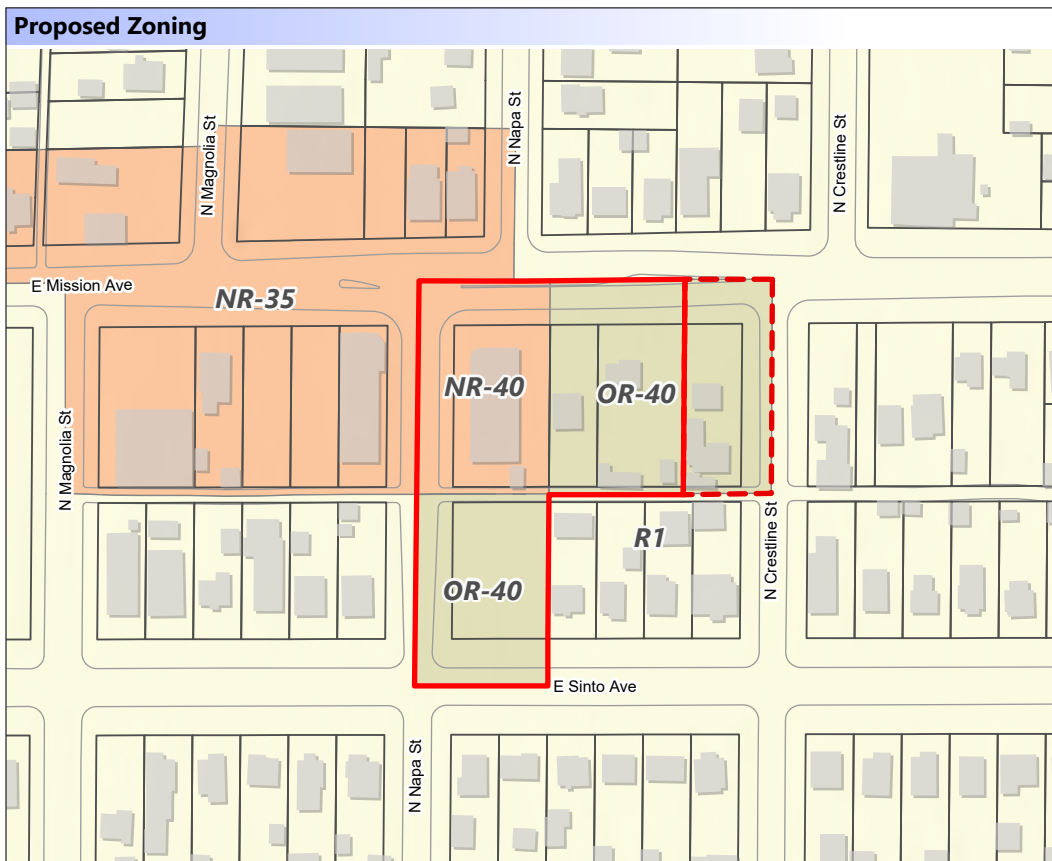 Proposed Zoning
N Magnolia St
N Napa St
N Crestline St
E Mission Ave
NR-35
NR-40
OR-40
N Magnolia St
R1
N Crestline St
OR-40
E Sinto Ave
N Napa St